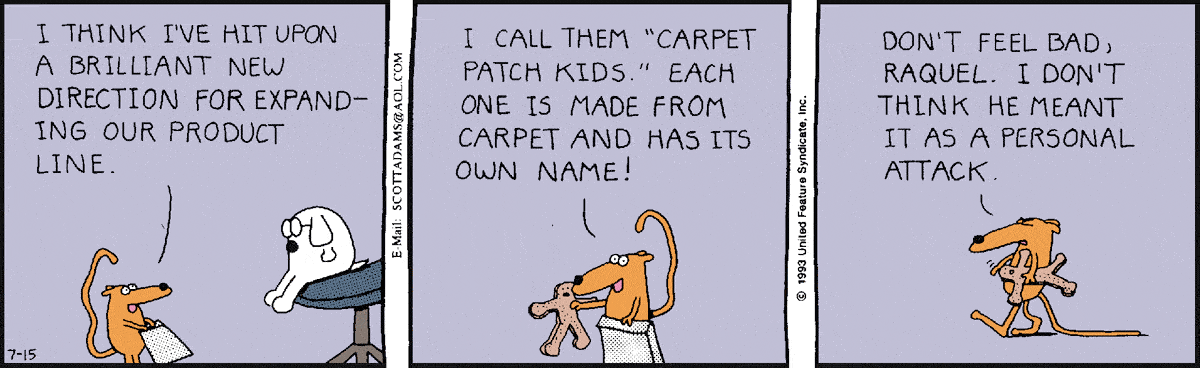 I THINK I'VE HIT UPON
A BRILLIANT NEW
DIRECTION FOR EXPAND-
ING OUR PRODUCT
LINE.
7-15
E-Mail: SCOTTADAMS@AOL.COM
I CALL THEM "CARPET
PATCH KIDS." EACH
ONE IS MADE FROM
CARPET AND HAS ITS
OWN NAME!
© 1993 United Feature Syndicate, Inc.
DON'T FEEL BAD,
RAQUEL. I DON'T
THINK HE MEANT
IT AS A PERSONAL
ATTACK.